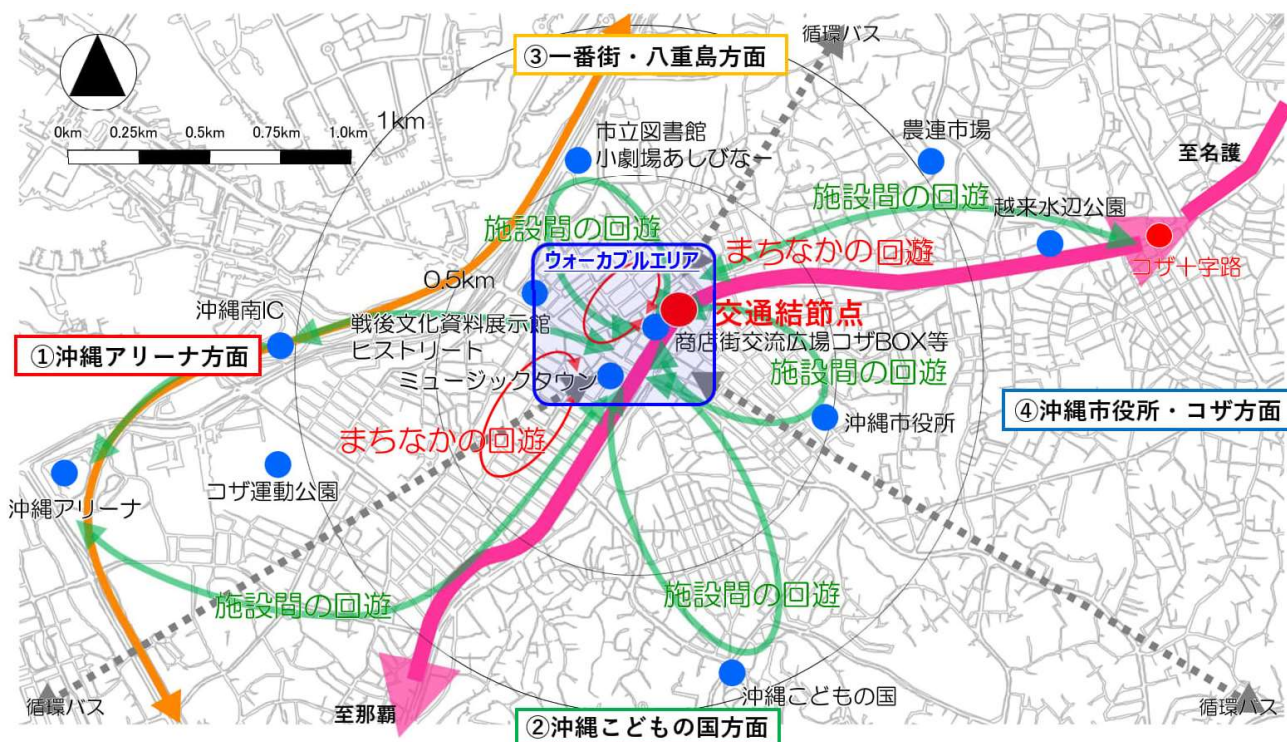 循環バス
③一番街・八重島方面
0km 0.25km 0.5km 0.75km 1.0km
1km
市立図書館
小劇場あしびなー
農連市場
至名護
施設間の回遊
越来水辺公園
施設間の回遊
まちなかの回遊
ウォーカブルエリア
コザ十字路
0.5km
沖縄南IC
交通結節点
戦後文化資料展示館
ヒストリート
商店街交流広場コザBOX等
①沖縄アリーナ方面
ミュージックタウン
施設間の回遊
④沖縄市役所・コザ方面
沖縄市役所
まちなかの回遊
コザ運動公園
沖縄アリーナ
施設間の回遊
施設間の回遊
沖縄こどもの国
循環バス
至那覇
循環バス
②沖縄こどもの国方面